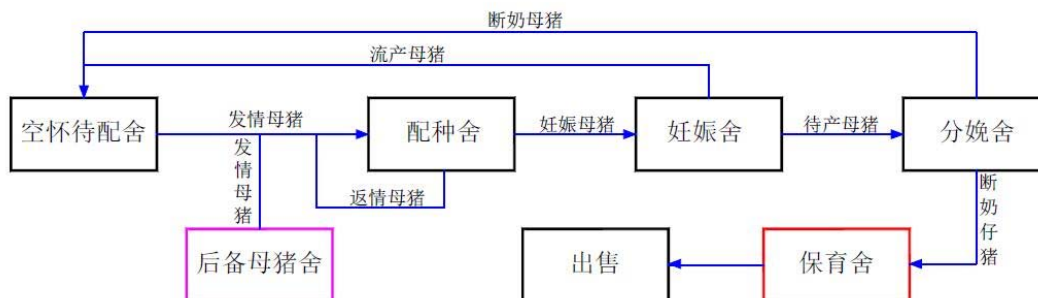 断奶母猪
流产母猪
空怀待配舍
发情母猪
配种舍
妊娠母猪
妊娠舍
待产母猪
分娩舍
发情母猪
返情母猪
断奶仔猪
后备母猪舍
出售
保育舍